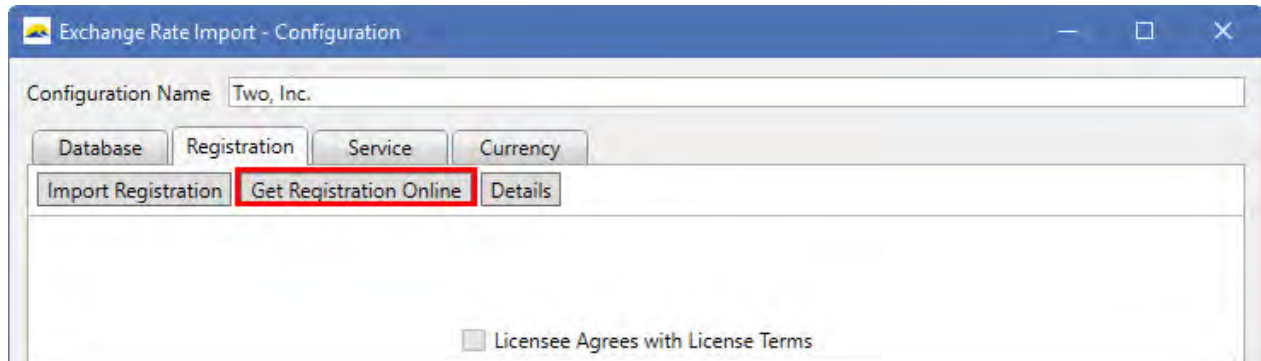 Exchange Rate Import - Configuration
Configuration Name Two, Inc.
Database Registration Service Currency
Import Registration Get Registration Online Details
Licensee Agrees with License Terms